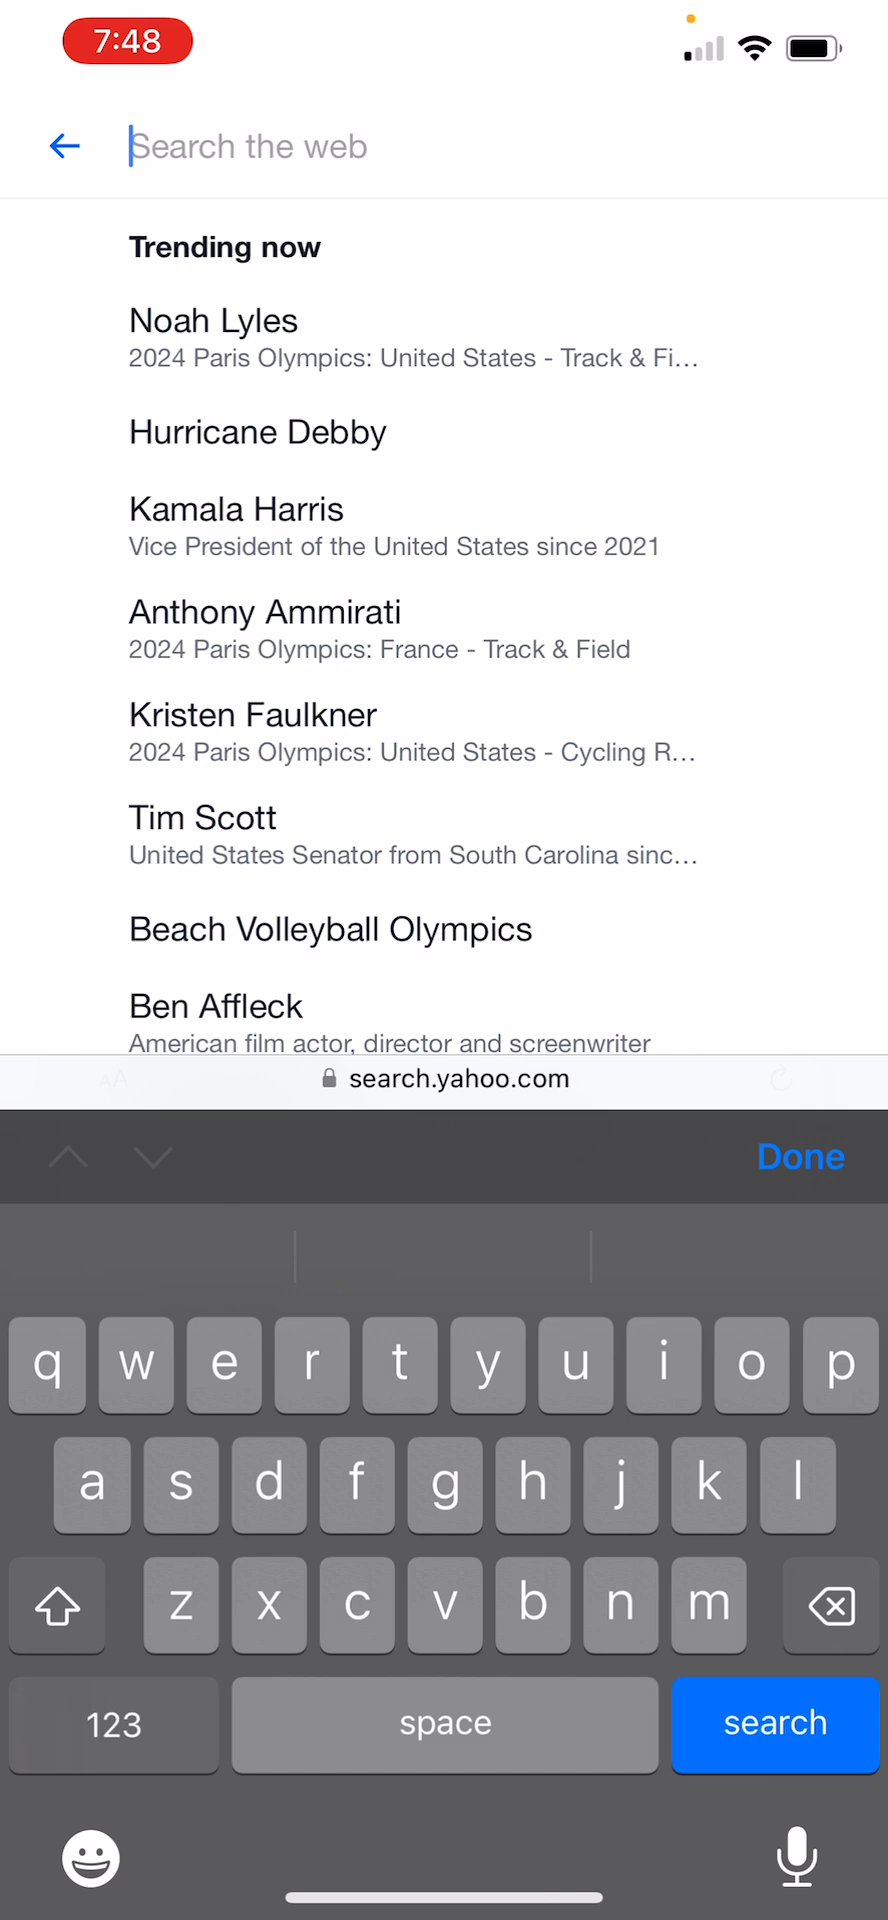 7:48
Search the web
Trending now
Noah Lyles
2024 Paris Olympics: United States - Track & Fi...
Hurricane Debby
Kamala Harris
Vice President of the United States since 2021
Anthony Ammirati
2024 Paris Olympics: France - Track & Field
Kristen Faulkner
2024 Paris Olympics: United States - Cycling R...
Tim Scott
United States Senator from South Carolina sinc...
Beach Volleyball Olympics
Ben Affleck
American film actor, director and screenwriter
AA search.yahoo.com
Done
q w e r t y u i o p
a s d f g h j k l
z x c v b n m
123 space search